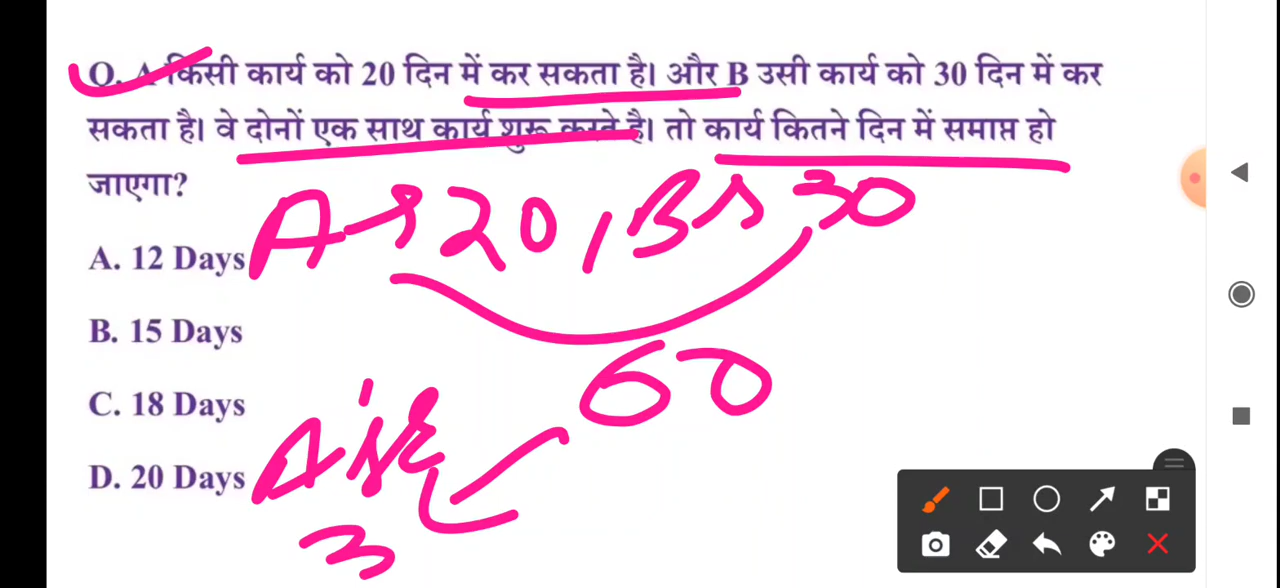 Q. A किसी कार्य को 20 दिन में कर सकता है। और B उसी कार्य को 30 दिन में कर
सकता है। वे दोनों एक साथ कार्य शुरू करते है। तो कार्य कितने दिन में समाप्त हो
जाएगा?
A 20, B 30
A. 12 Days
B. 15 Days
60
C. 18 Days
D. 20 Days
3